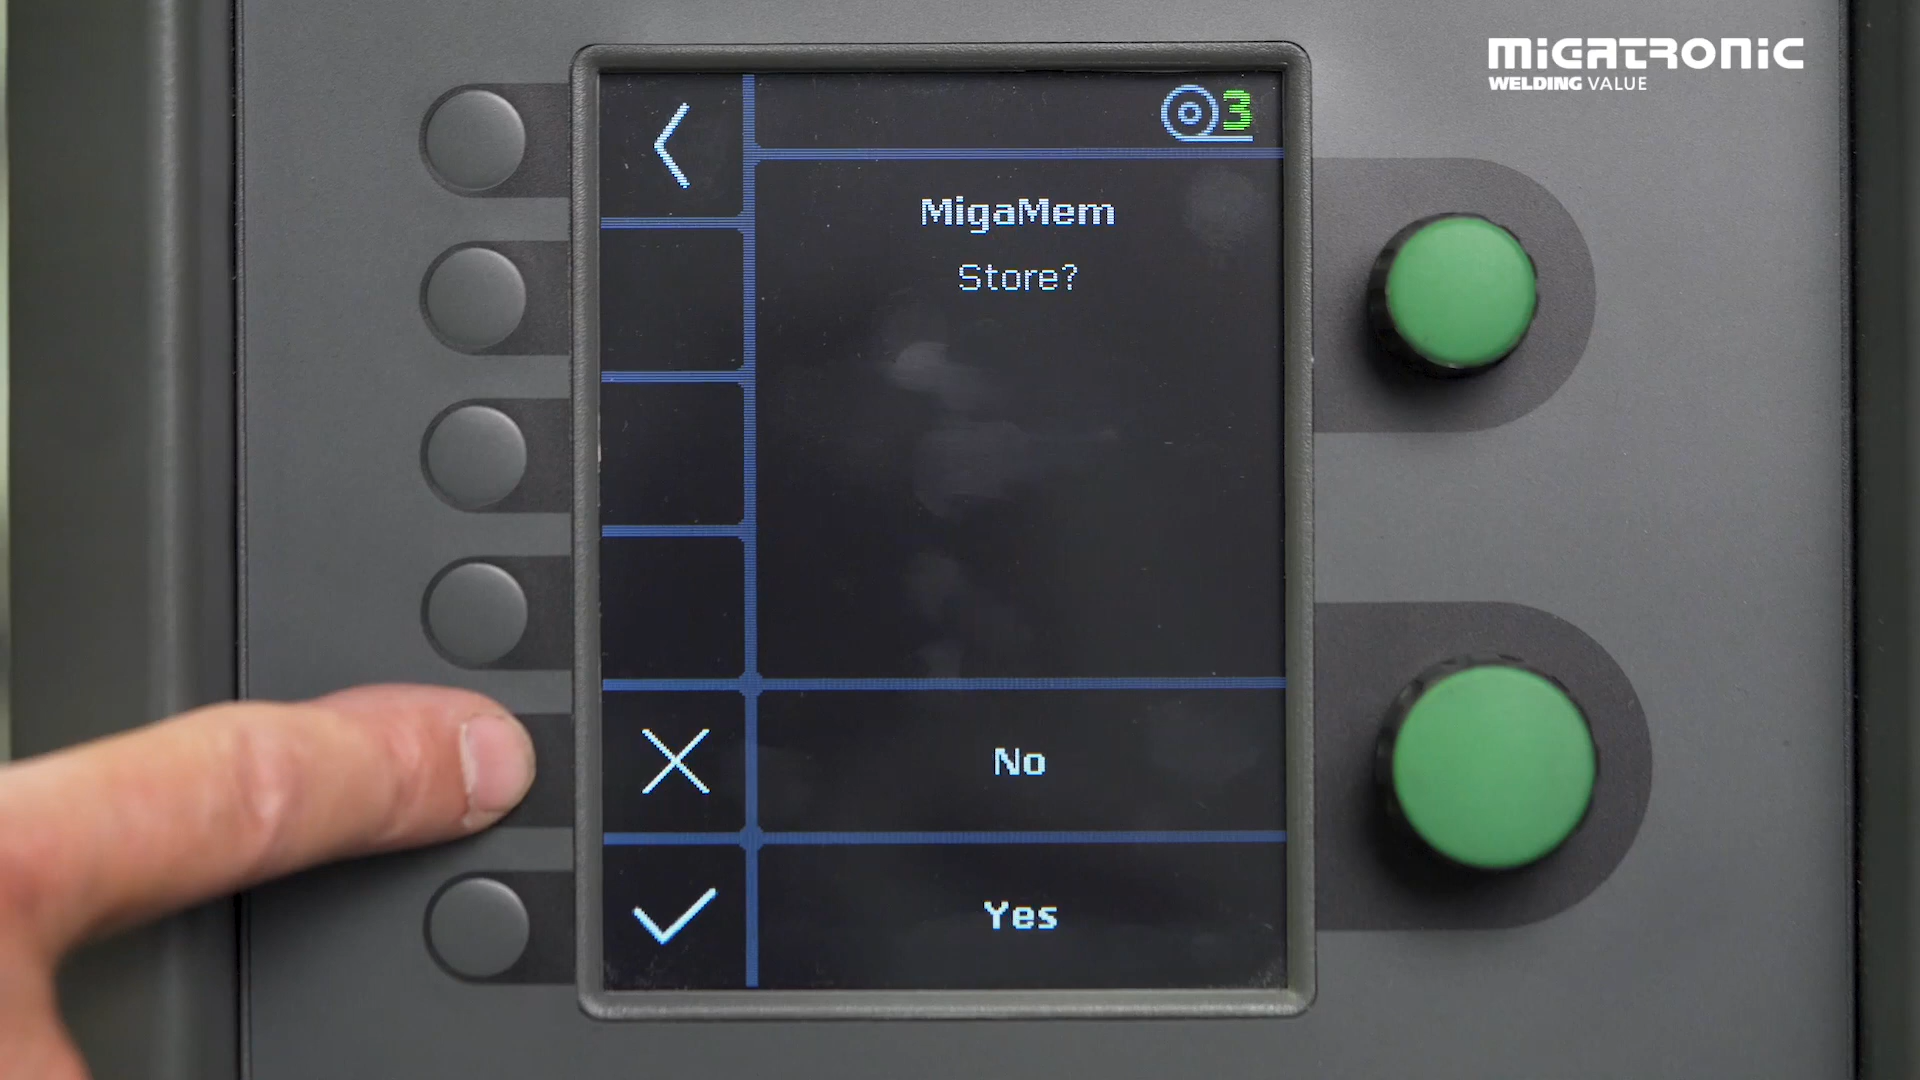 MIGATRONIC
WELDING VALUE
3
MigaMem
Store?
No
Yes